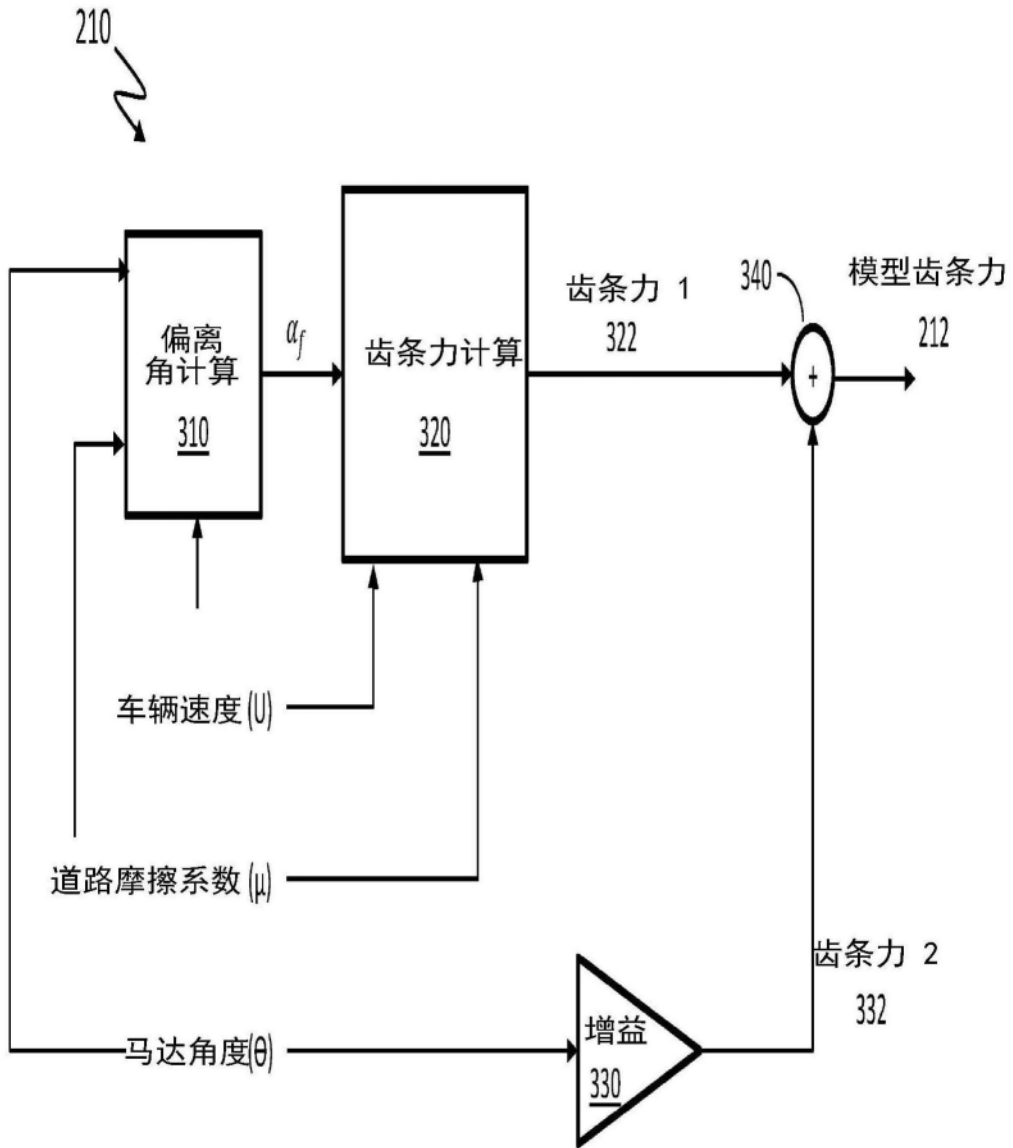 210
偏离
角计算
310
α_f
齿条力计算
320
齿条力 1
322
340
+
模型齿条力
212
车辆速度(U)
道路摩擦系数(μ)
齿条力 2
332
马达角度(θ)
增益
330